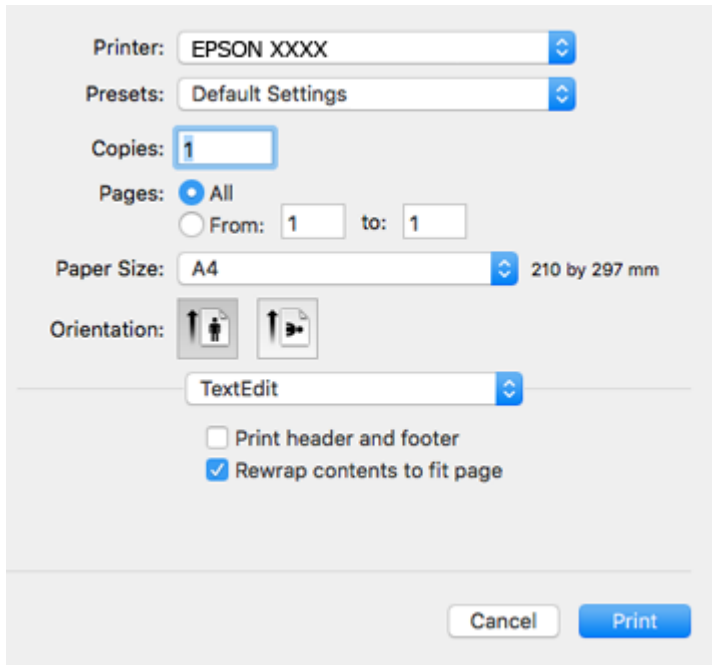 Printer: EPSON XXXX
Presets: Default Settings
Copies: 1
Pages: All
From: 1 to: 1
Paper Size: A4 210 by 297 mm
Orientation:
TextEdit
Print header and footer
Rewrap contents to fit page
Cancel Print